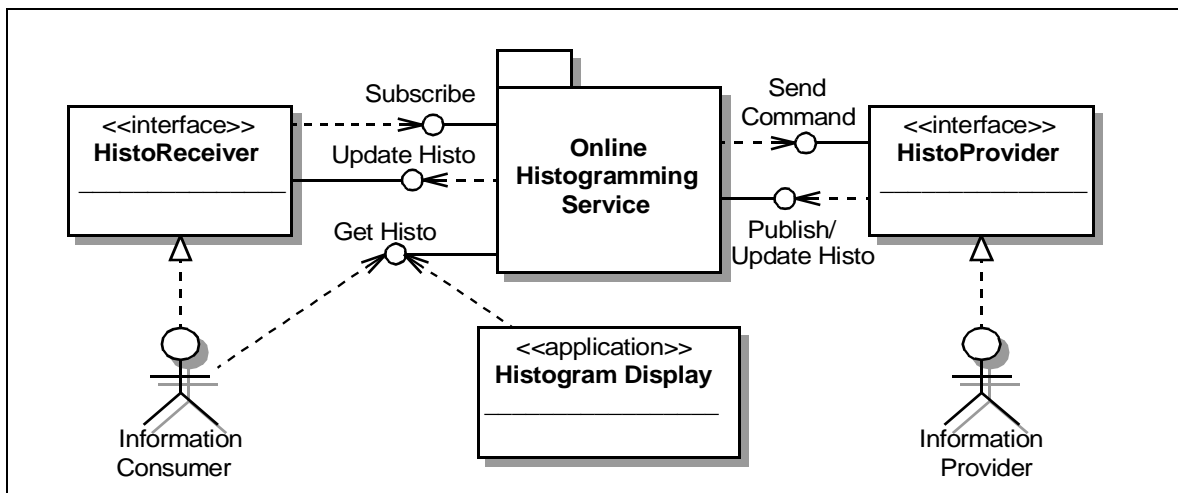 Subscribe
<<interface>>
HistoReceiver
Update Histo
Get Histo
Online
Histogramming
Service
Send
Command
<<interface>>
HistoProvider
Publish/
Update Histo
<<application>>
Histogram Display
Information
Consumer
Information
Provider